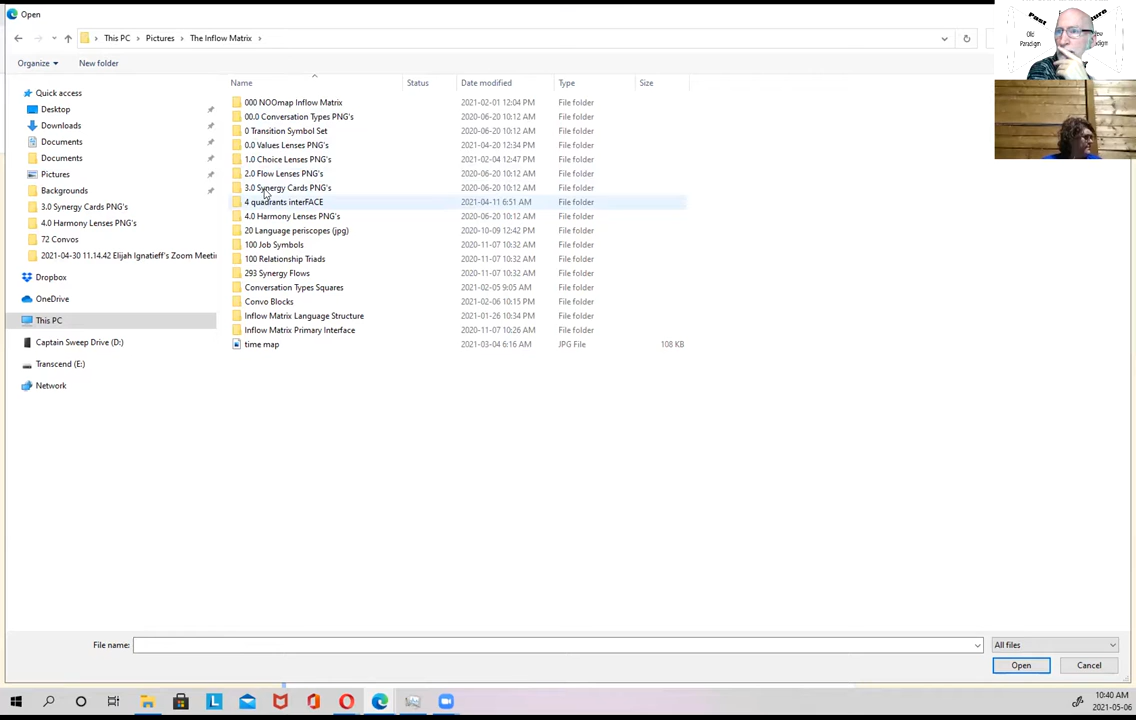 Open
This PC > Pictures > The Inflow Matrix >
Organize
New folder
Name
Status
Date modified
Type
Size
Quick access
Desktop
Downloads
Documents
Documents
Pictures
Backgrounds
3.0 Synergy Cards PNG's
4.0 Harmony Lenses PNG's
72 Convos
2021-04-30 11.14.42 Elijah Ignatieff's Zoom Meeti
Dropbox
OneDrive
This PC
Captain Sweep Drive (D:)
Transcend (E:)
Network
000 NOOmap Inflow Matrix 2021-02-01 12:04 PM File folder
00.0 Conversation Types PNG's 2020-06-20 10:12 AM File folder
0 Transition Symbol Set 2020-06-20 10:12 AM File folder
0.0 Values Lenses PNG's 2021-04-20 12:34 PM File folder
1.0 Choice Lenses PNG's 2021-02-04 12:47 PM File folder
2.0 Flow Lenses PNG's 2020-06-20 10:12 AM File folder
3.0 Synergy Cards PNG's 2020-06-20 10:12 AM File folder
4 quadrants interFACE 2021-04-11 6:51 AM File folder
4.0 Harmony Lenses PNG's 2020-06-20 10:12 AM File folder
20 Language periscopes (jpg) 2020-10-09 12:42 PM File folder
100 Job Symbols 2020-11-07 10:32 AM File folder
100 Relationship Triads 2020-11-07 10:32 AM File folder
293 Synergy Flows 2020-11-07 10:32 AM File folder
Conversation Types Squares 2021-02-05 9:05 AM File folder
Convo Blocks 2021-02-06 10:15 PM File folder
Inflow Matrix Language Structure 2021-01-26 10:34 PM File folder
Inflow Matrix Primary Interface 2020-11-07 10:26 AM File folder
time map 2021-03-04 6:16 AM JPG File 108 KB
File name:
All files
Open
Cancel
Past
Old
Paradigm
L
10:40 AM
2021-05-06